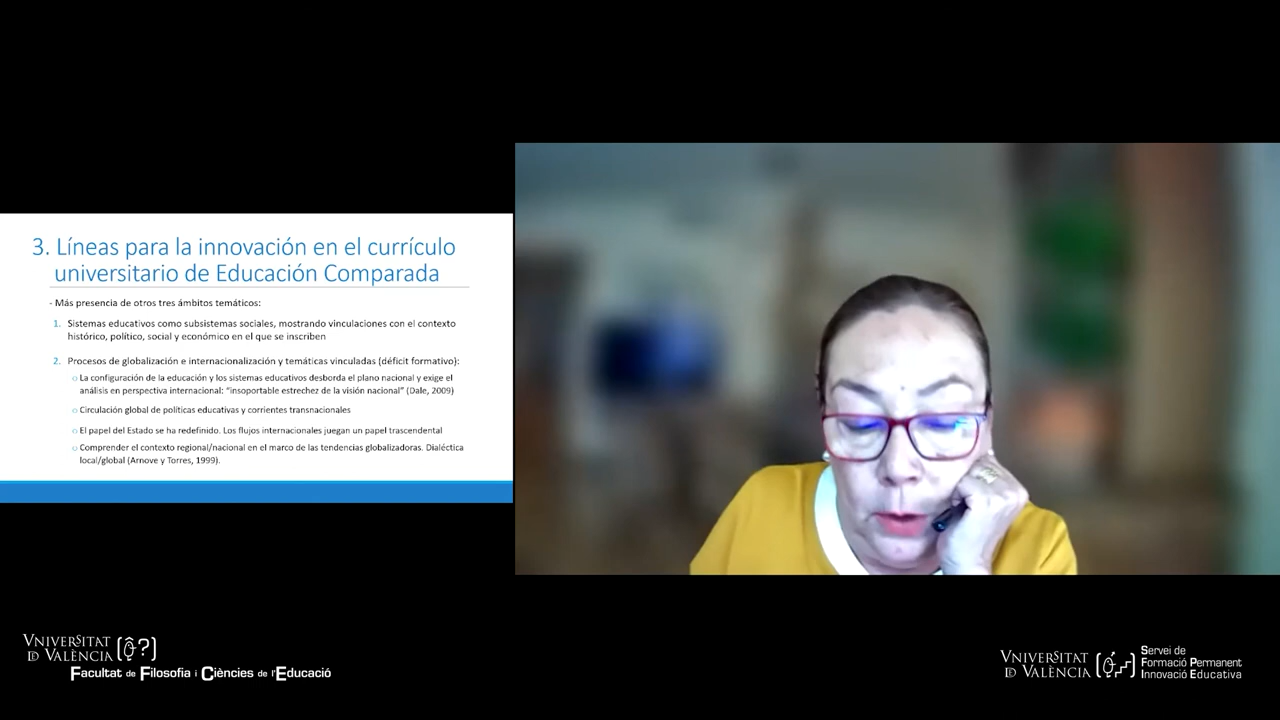 3. Líneas para la innovación en el currículo
universitario de Educación Comparada
- Más presencia de otros tres ámbitos temáticos:
1. Sistemas educativos como subsistemas sociales, mostrando vinculaciones con el contexto
histórico, político, social y económico en el que se inscriben
2. Procesos de globalización e internacionalización y temáticas vinculadas (déficit formativo):
○ La configuración de la educación y los sistemas educativos desborda el plano nacional y exige el
análisis en perspectiva internacional: “insoportable estrechez de la visión nacional” (Dale, 2009)
○ Circulación global de políticas educativas y corrientes transnacionales
○ El papel del Estado se ha redefinido. Los flujos internacionales juegan un papel trascendental
○ Comprender el contexto regional/nacional en el marco de las tendencias globalizadoras. Dialéctica
local/global (Arnove y Torres, 1999).
VNIVERSITAT
ID VALÈNCIA
Facultat de Filosofia i Ciències de l'Educació
VNIVERSITAT
ID VALÈNCIA
Servei de
Formació Permanent
Innovació Educativa